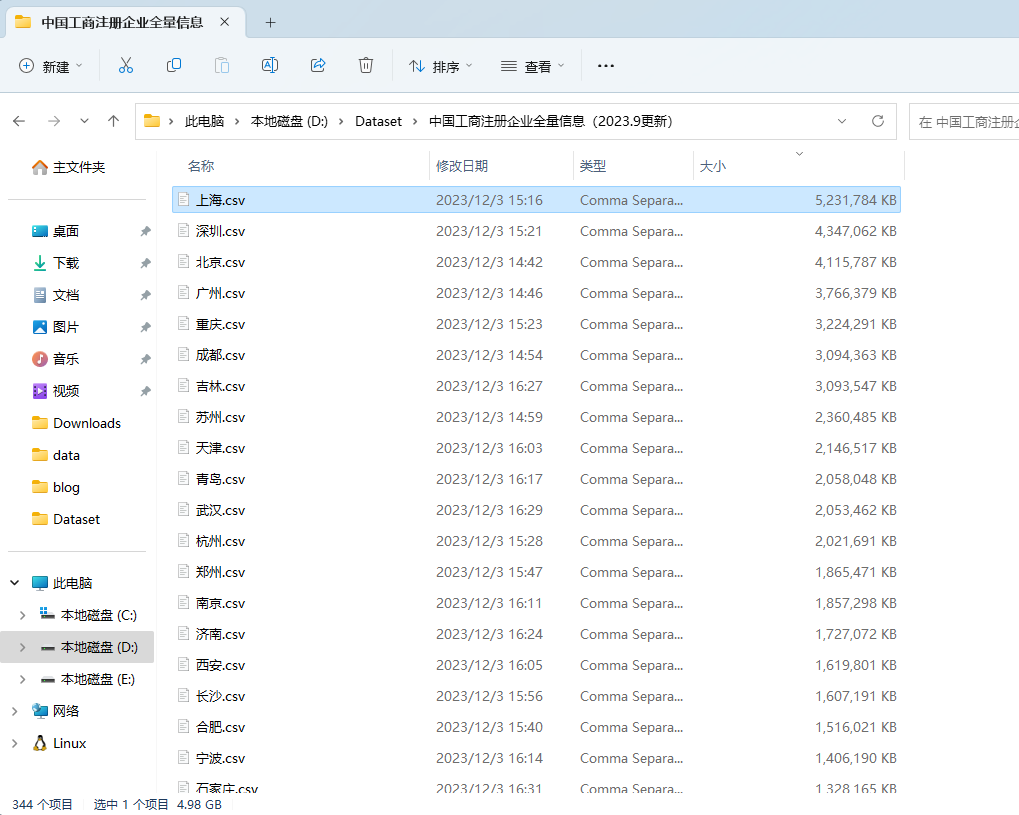 中国工商注册企业全量信息
新建
排序
查看
此电脑 本地磁盘 (D:) Dataset 中国工商注册企业全量信息（2023.9更新）
在 中国工商注册企
名称 修改日期 类型 大小
主文件夹
桌面
下载
文档
图片
音乐
视频
Downloads
data
blog
Dataset
此电脑
本地磁盘 (C:)
本地磁盘 (D:)
本地磁盘 (E:)
网络
Linux
上海.csv 2023/12/3 15:16 Comma Separa... 5,231,784 KB
深圳.csv 2023/12/3 15:21 Comma Separa... 4,347,062 KB
北京.csv 2023/12/3 14:42 Comma Separa... 4,115,787 KB
广州.csv 2023/12/3 14:46 Comma Separa... 3,766,379 KB
重庆.csv 2023/12/3 15:23 Comma Separa... 3,224,291 KB
成都.csv 2023/12/3 14:54 Comma Separa... 3,094,363 KB
吉林.csv 2023/12/3 16:27 Comma Separa... 3,093,547 KB
苏州.csv 2023/12/3 14:59 Comma Separa... 2,360,485 KB
天津.csv 2023/12/3 16:03 Comma Separa... 2,146,517 KB
青岛.csv 2023/12/3 16:17 Comma Separa... 2,058,048 KB
武汉.csv 2023/12/3 16:29 Comma Separa... 2,053,462 KB
杭州.csv 2023/12/3 15:28 Comma Separa... 2,021,691 KB
郑州.csv 2023/12/3 15:47 Comma Separa... 1,865,471 KB
南京.csv 2023/12/3 16:11 Comma Separa... 1,857,298 KB
济南.csv 2023/12/3 16:24 Comma Separa... 1,727,072 KB
西安.csv 2023/12/3 16:05 Comma Separa... 1,619,801 KB
长沙.csv 2023/12/3 15:56 Comma Separa... 1,607,191 KB
合肥.csv 2023/12/3 15:40 Comma Separa... 1,516,021 KB
宁波.csv 2023/12/3 16:14 Comma Separa... 1,406,190 KB
石家庄.csv 2023/12/3 16:31 Comma Separa... 1,328,165 KB
344 个项目 选中 1 个项目 4.98 GB